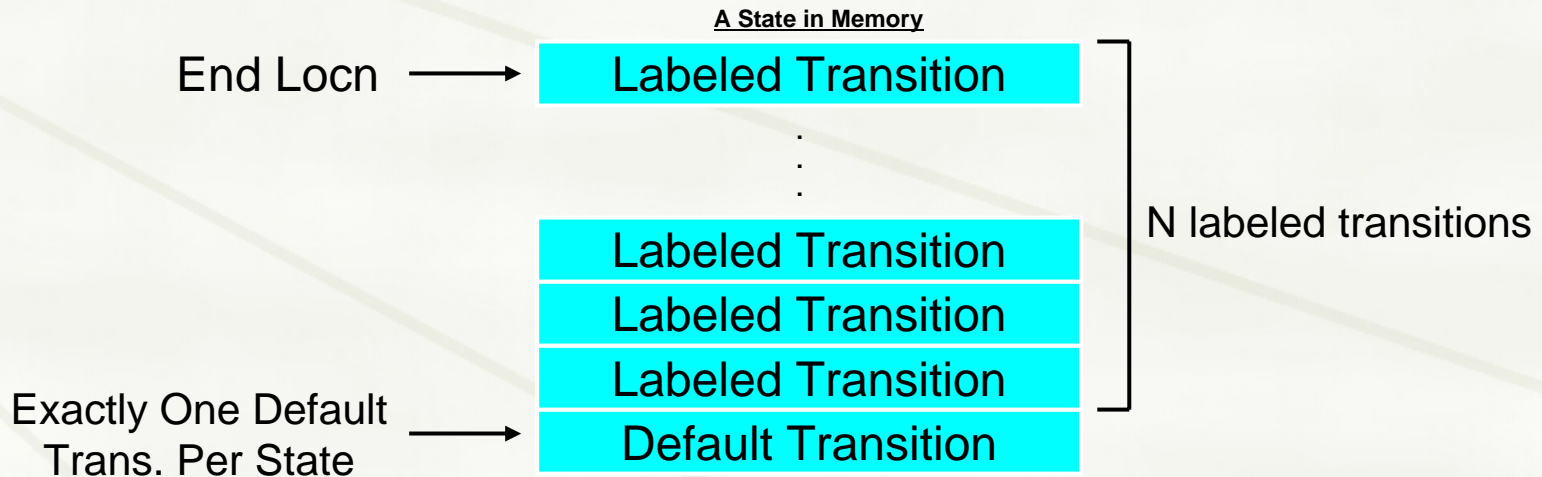 A State in Memory
End Locn
Labeled Transition
.
.
.
N labeled transitions
Labeled Transition
Labeled Transition
Labeled Transition
Exactly One Default
Trans. Per State
Default Transition